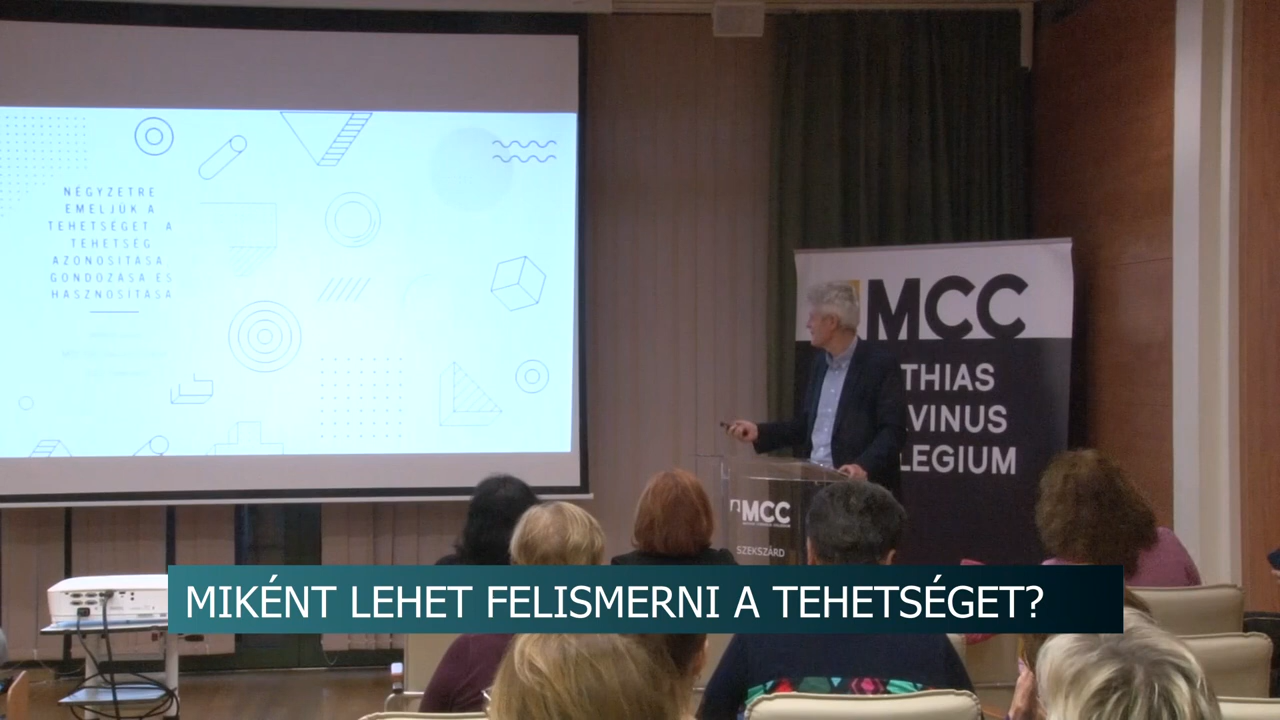 NÉGYZETRE
EMELJÜK A
TEHETSÉGET A
TEHETSÉG
AZONOSÍTÁSA
GONDOZÁSA ÉS
HASZNOSÍTÁSA
MCC
THIAS
VINUS
LEGIUM
MCC
SZEKSZÁRD
MIKÉNT LEHET FELISMERNI A TEHETSÉGET?